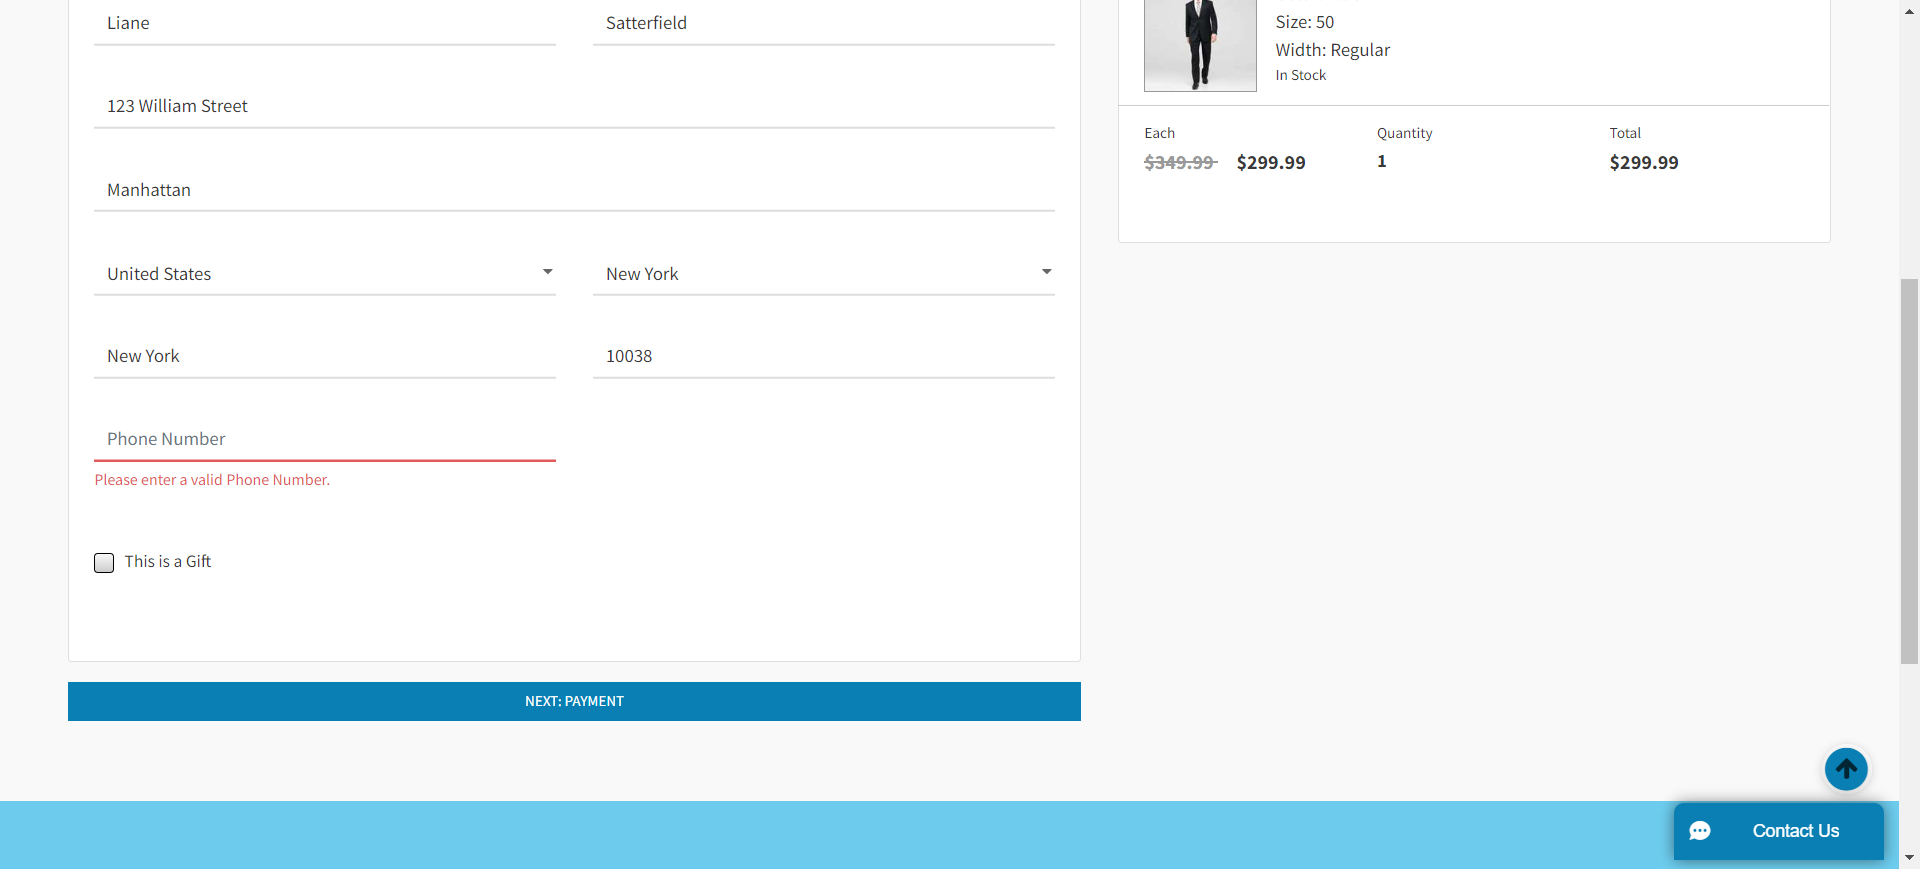 Liane
Satterfield
123 William Street
Manhattan
United States
New York
New York
10038
Phone Number
Please enter a valid Phone Number.
This is a Gift
NEXT: PAYMENT
Size: 50
Width: Regular
In Stock
Each
Quantity
Total
$349.99 $299.99
1
$299.99
Contact Us